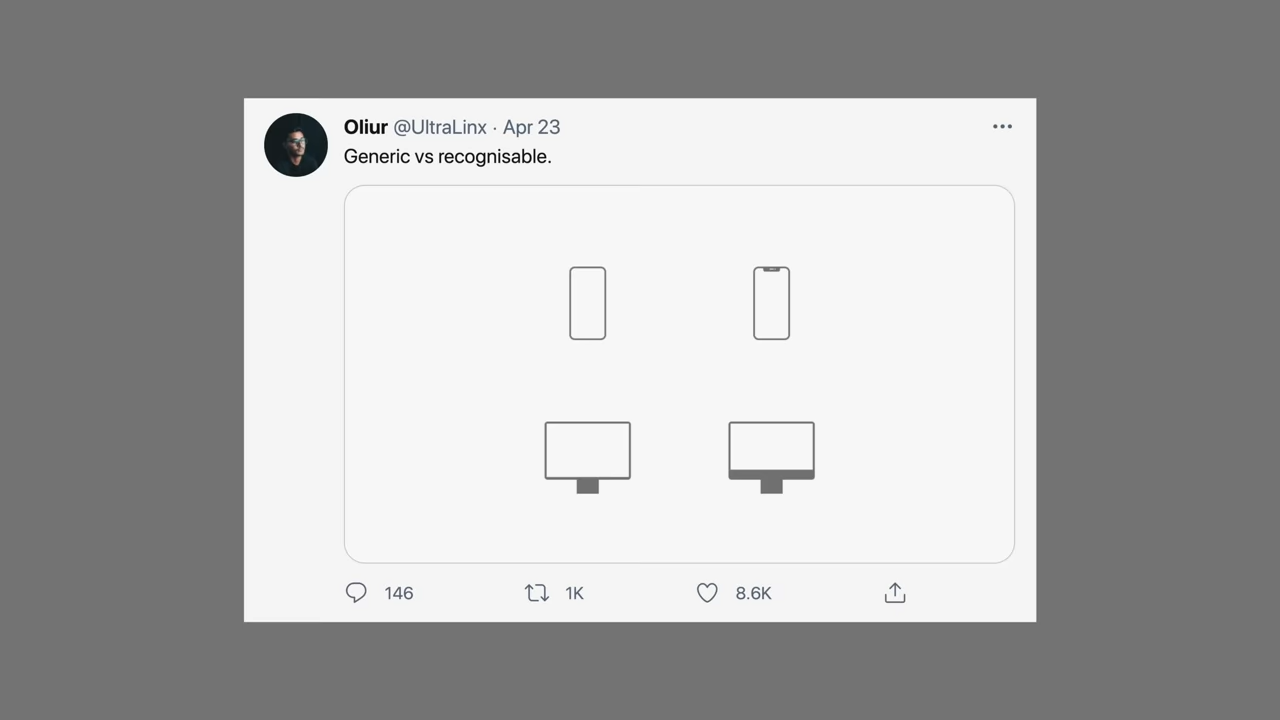 Oliur @UltraLinx · Apr 23
Generic vs recognisable.
146 1K 8.6K